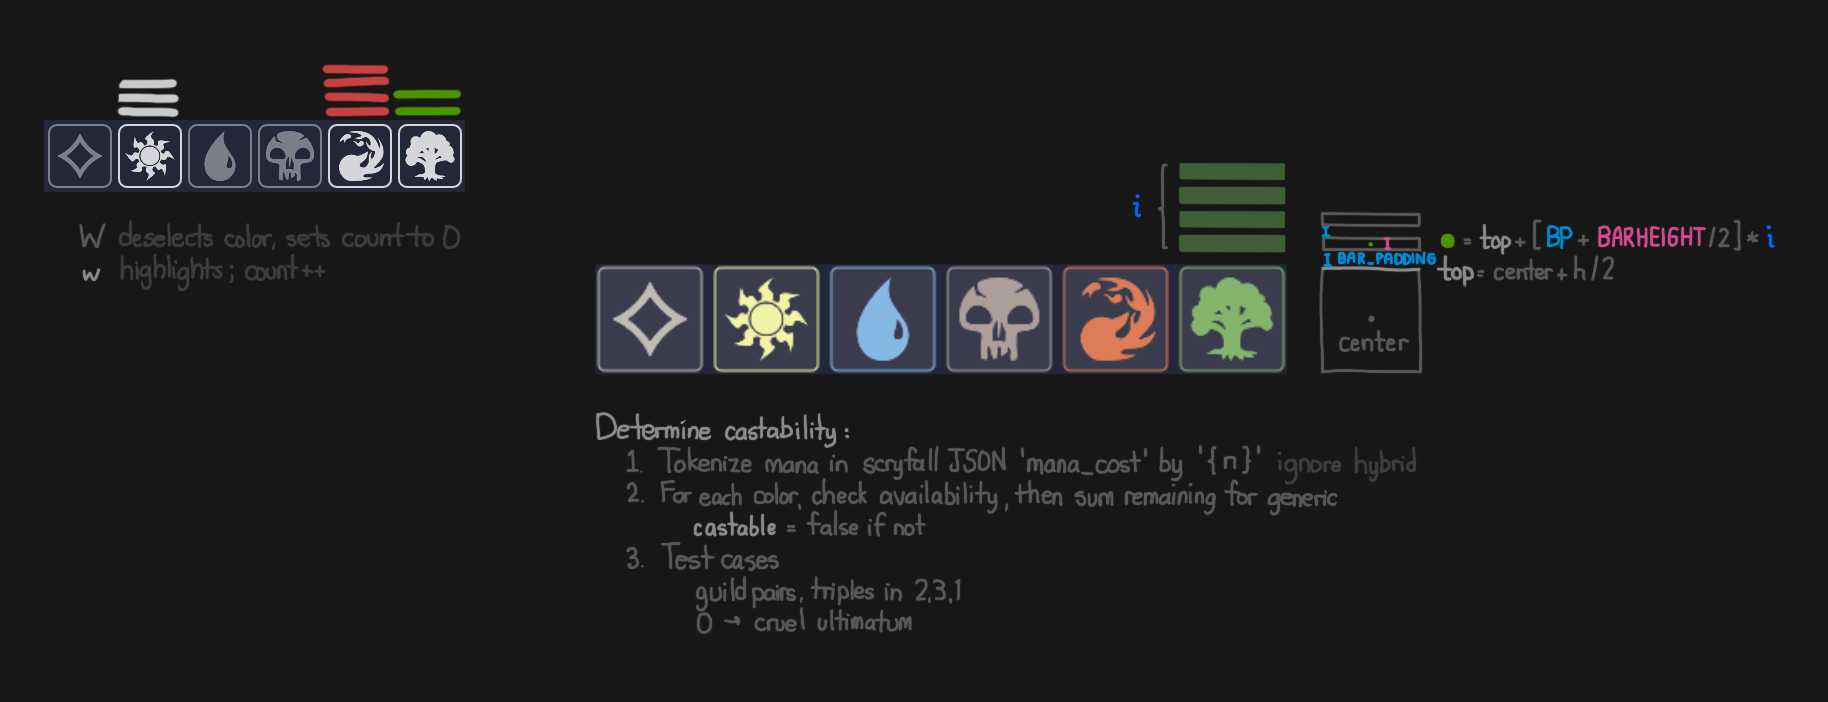 W deselects color, sets count to 0
w highlights; count++
i
= top + [BP + BARHEIGHT/2] * i
BAR_PADDING
top = center + h/2
center
Determine castability:
1. Tokenize mana in scryfall JSON 'mana_cost' by '{n}' ignore hybrid
2. For each color, check availability, then sum remaining for generic
castable = false if not
3. Test cases
guild pairs, triples in 2,3,1
0 → cruel ultimatum